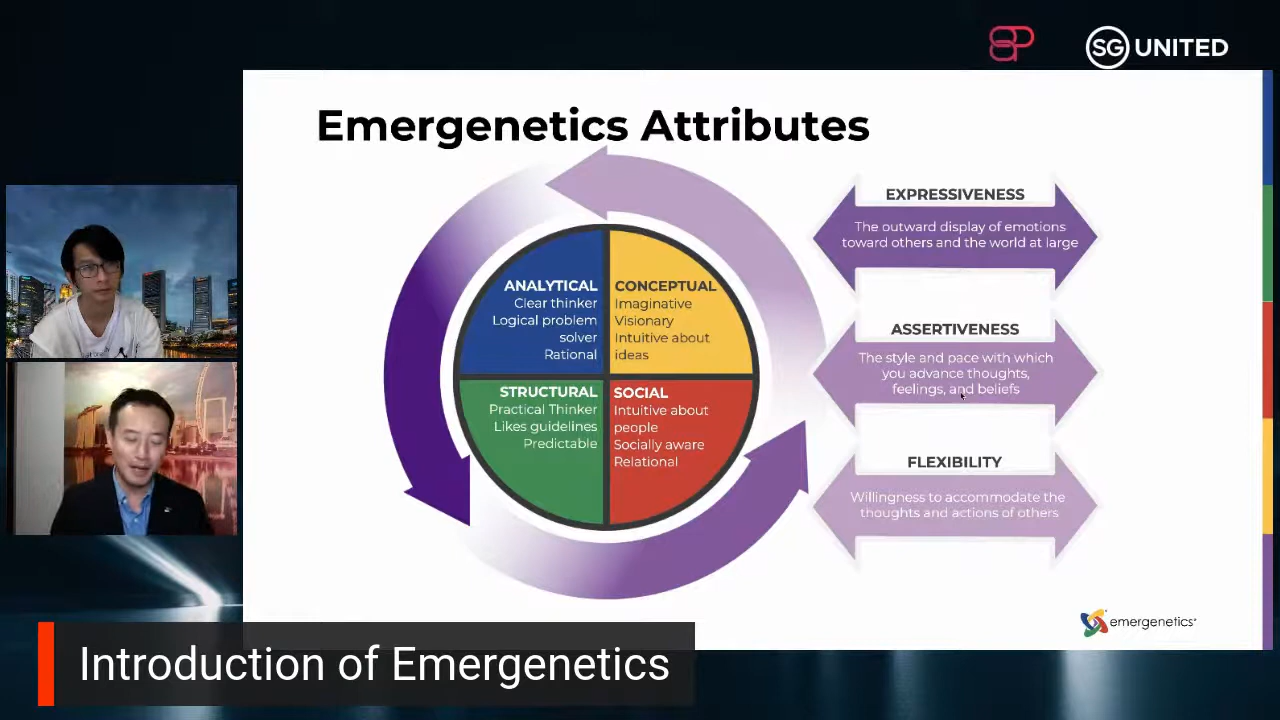 SP
SG UNITED
Emergenetics Attributes
ANALYTICAL
Clear thinker
Logical problem
solver
Rational
CONCEPTUAL
Imaginative
Visionary
Intuitive about
ideas
STRUCTURAL
Practical Thinker
Likes guidelines
Predictable
SOCIAL
Intuitive about
people
Socially aware
Relational
EXPRESSIVENESS
The outward display of emotions
toward others and the world at large
ASSERTIVENESS
The style and pace with which
you advance thoughts,
feelings, and beliefs
FLEXIBILITY
Willingness to accommodate the
thoughts and actions of others
emergenetics
Introduction of Emergenetics